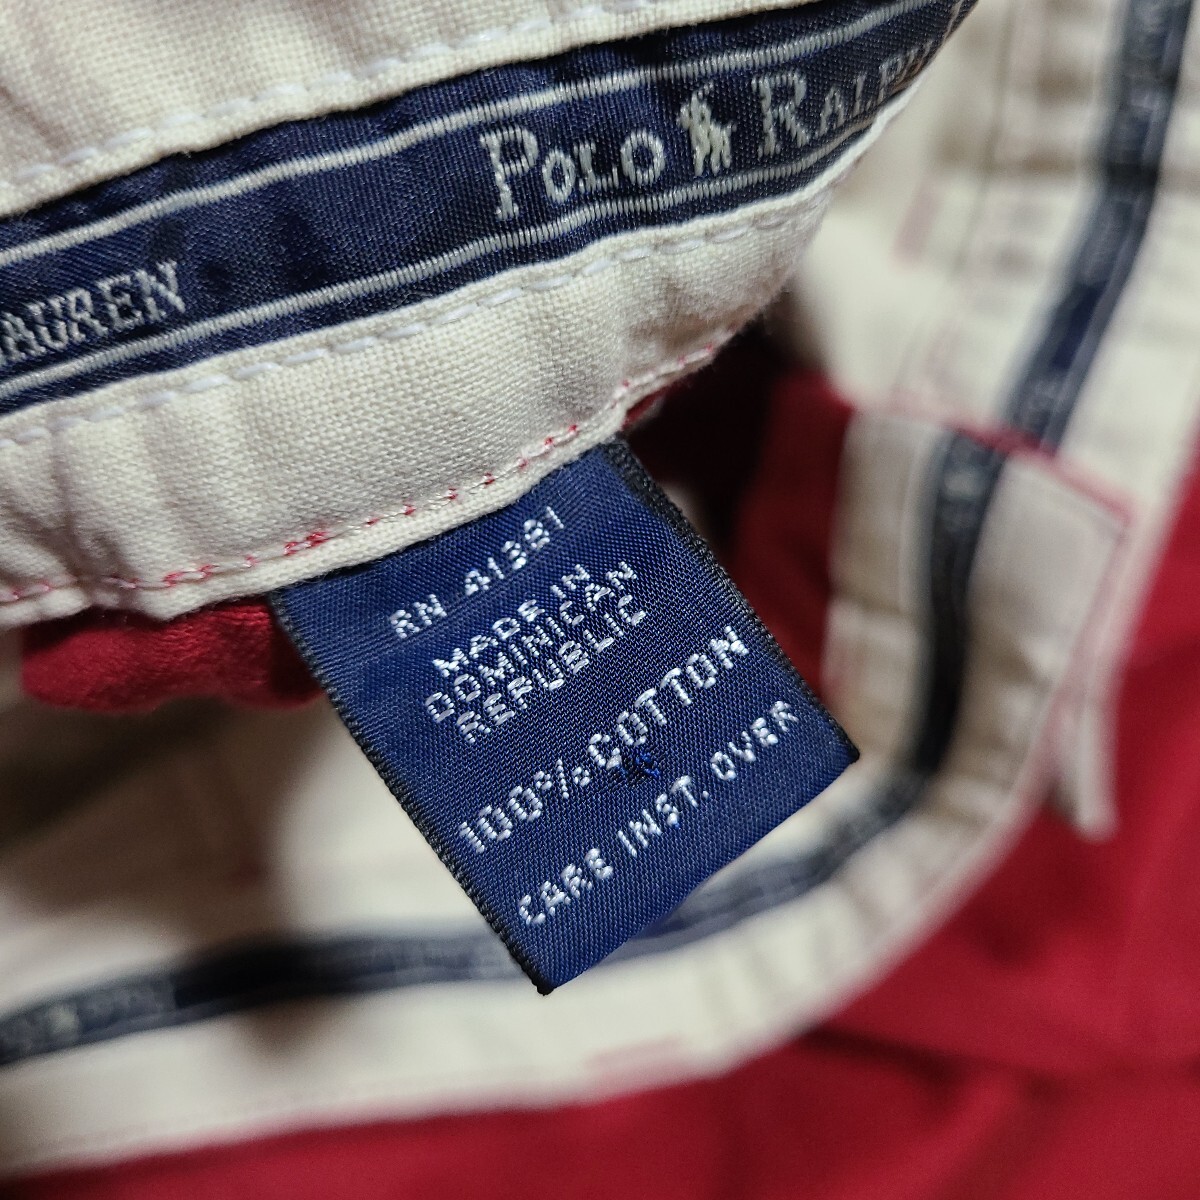 POLO RALPH
LAUREN
RN 41381
MADE IN
DOMINICAN
REPUBLIC
100% COTTON
CARE INST. OVER